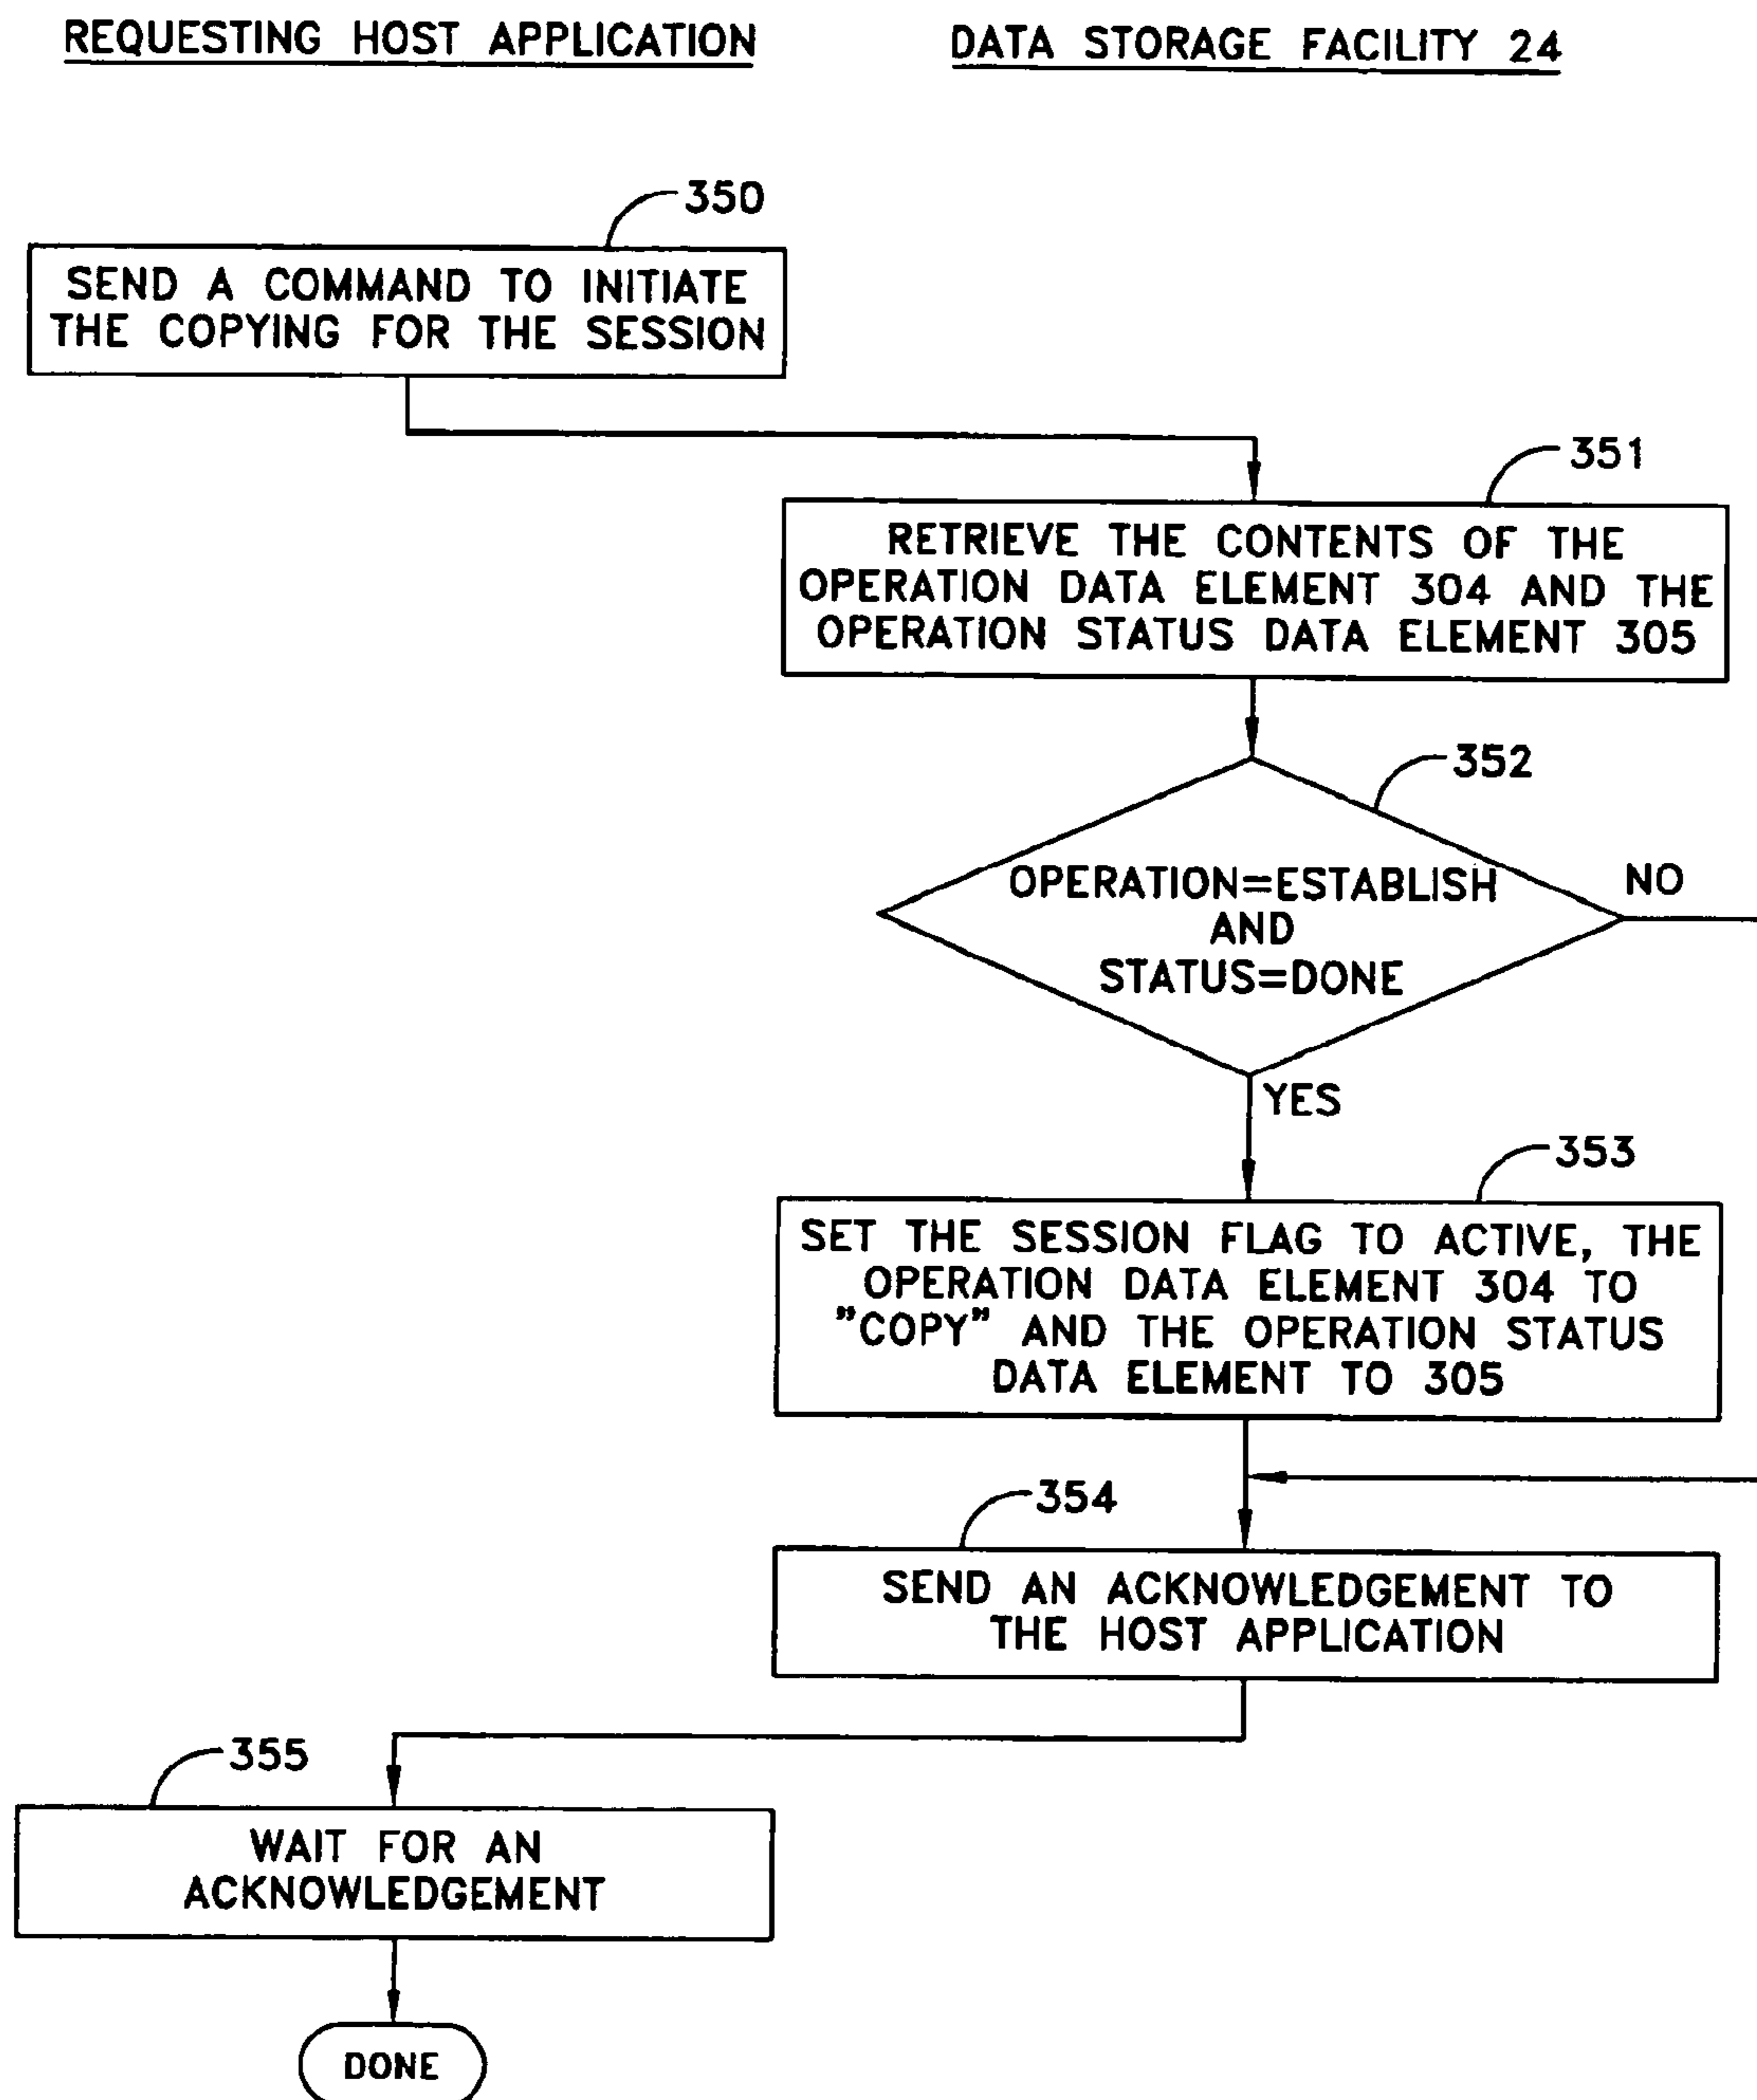 REQUESTING HOST APPLICATION
DATA STORAGE FACILITY 24
350
SEND A COMMAND TO INITIATE
THE COPYING FOR THE SESSION
351
RETRIEVE THE CONTENTS OF THE
OPERATION DATA ELEMENT 304 AND THE
OPERATION STATUS DATA ELEMENT 305
352
OPERATION=ESTABLISH
AND
STATUS=DONE
NO
YES
353
SET THE SESSION FLAG TO ACTIVE, THE
OPERATION DATA ELEMENT 304 TO
"COPY" AND THE OPERATION STATUS
DATA ELEMENT TO 305
354
SEND AN ACKNOWLEDGEMENT TO
THE HOST APPLICATION
355
WAIT FOR AN
ACKNOWLEDGEMENT
DONE